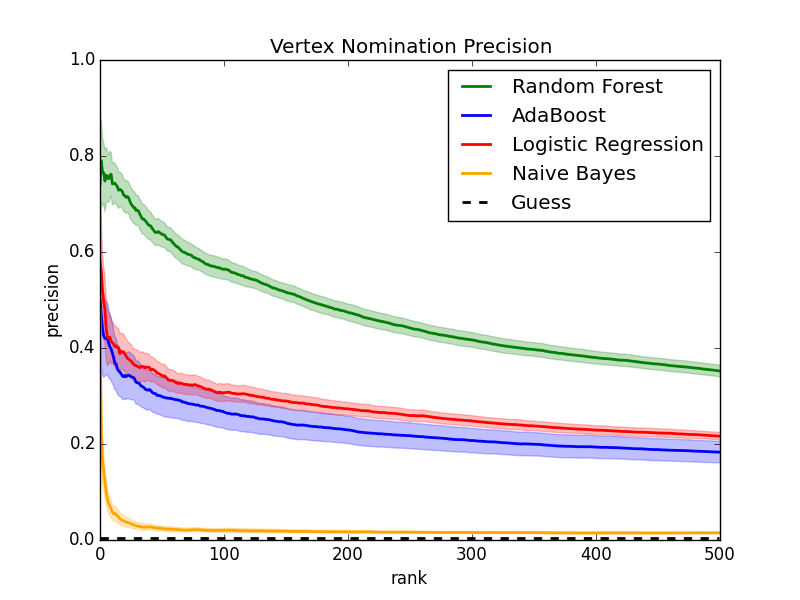 Vertex Nomination Precision
1.0
0.8
0.6
0.4
0.2
0.0
precision
Random Forest
AdaBoost
Logistic Regression
Naive Bayes
Guess
0 100 200 300 400 500
rank